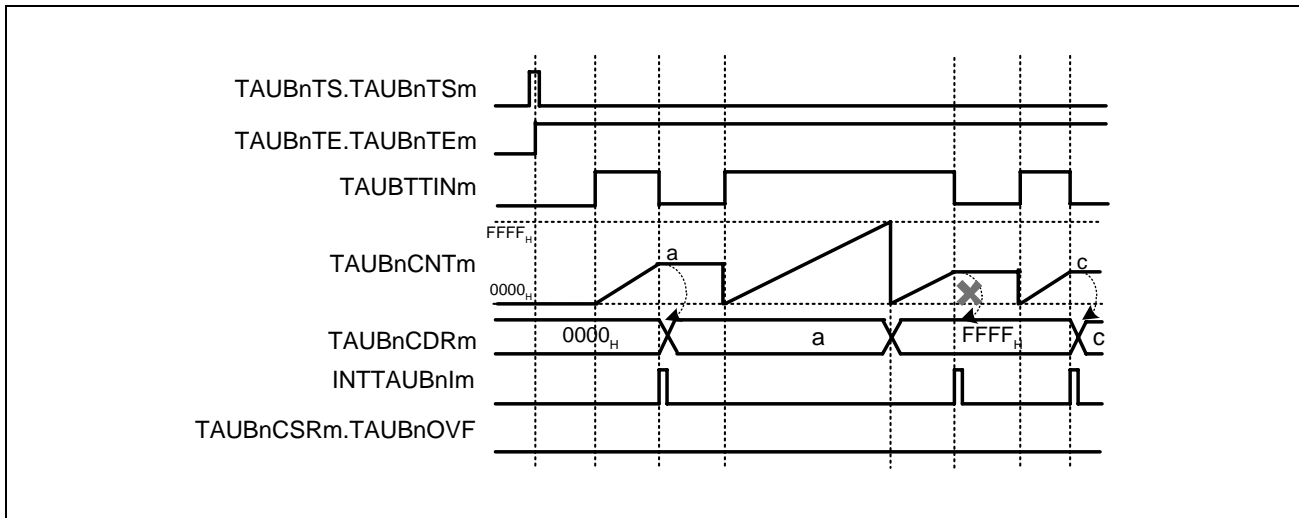 TAUBnTS.TAUBnTSm
TAUBnTE.TAUBnTEm
TAUBTTINm
FFFFH
TAUBnCNTm
a
c
0000H
TAUBnCDRm
0000H
a
FFFFH
c
INTTAUBnIm
TAUBnCSRm.TAUBnOVF